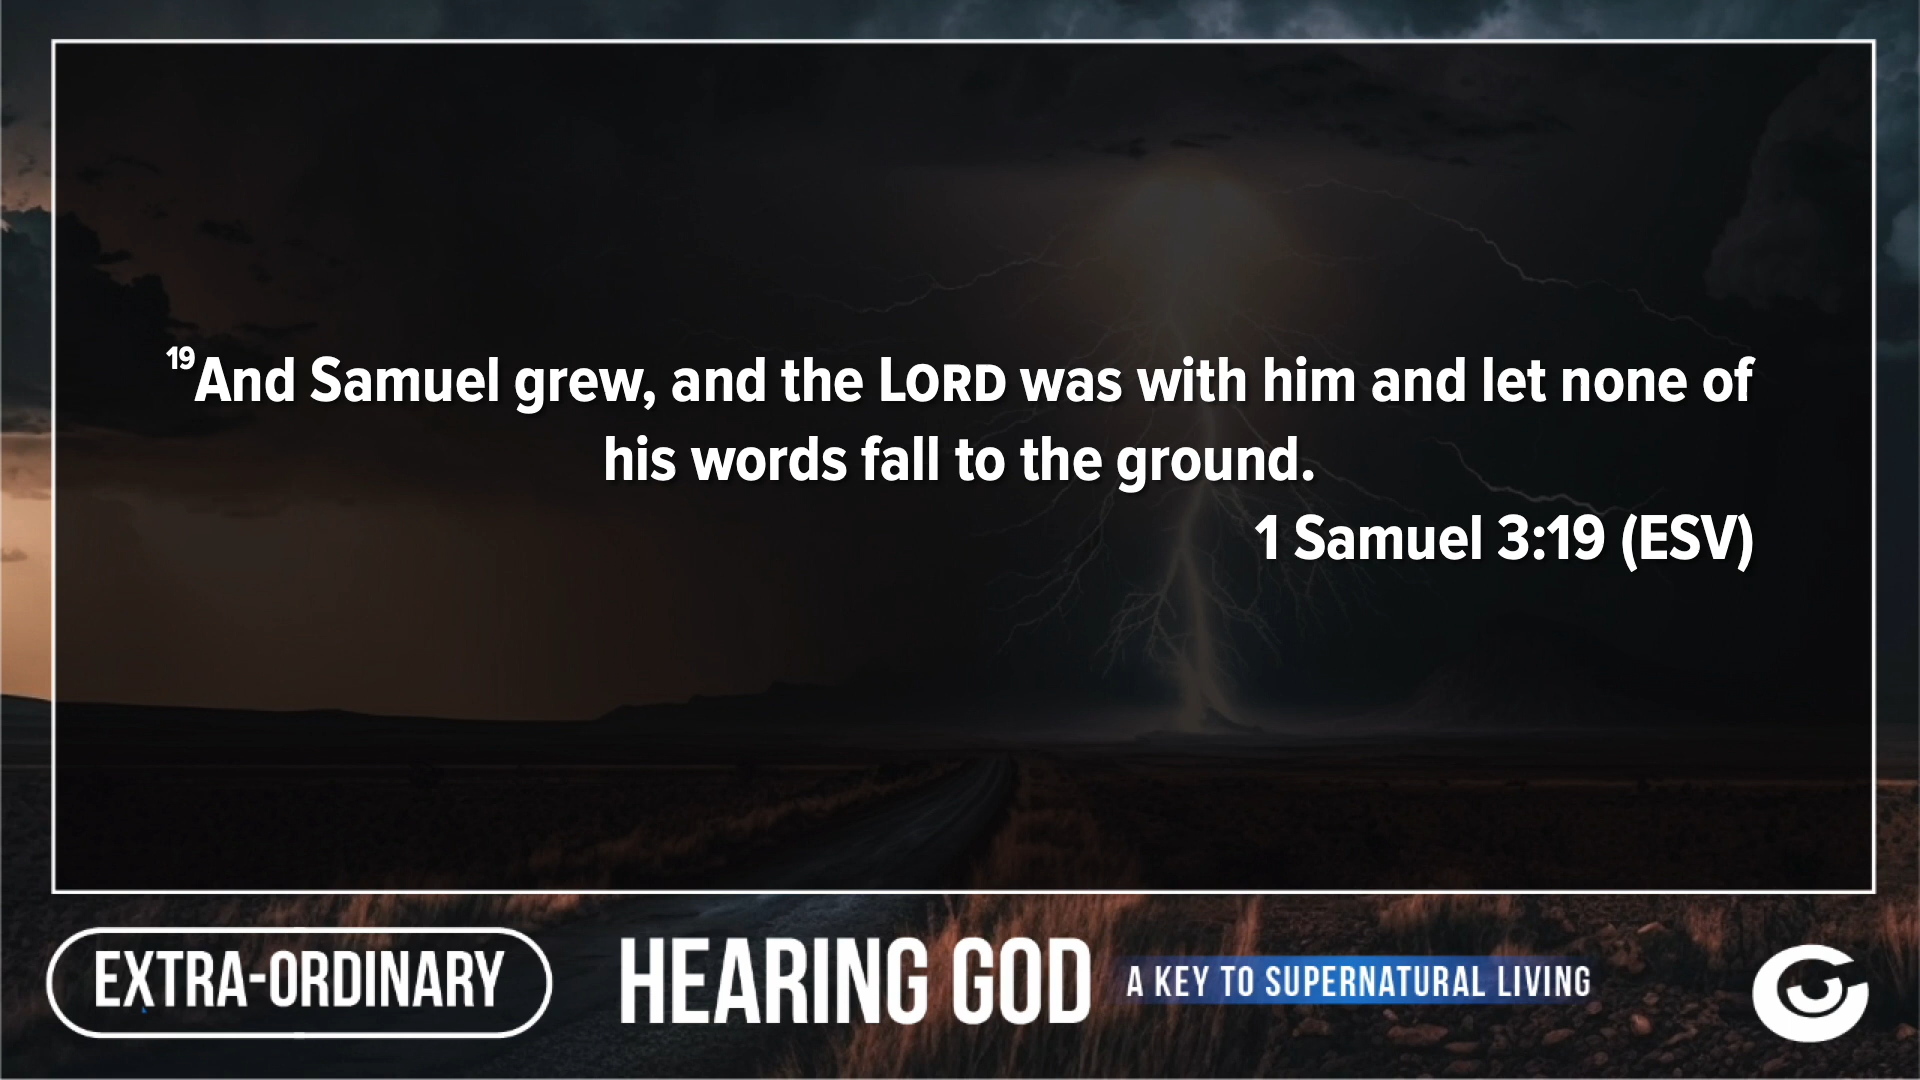 19And Samuel grew, and the LORD was with him and let none of
his words fall to the ground.
1 Samuel 3:19 (ESV)
EXTRA-ORDINARY
HEARING GOD
A KEY TO SUPERNATURAL LIVING